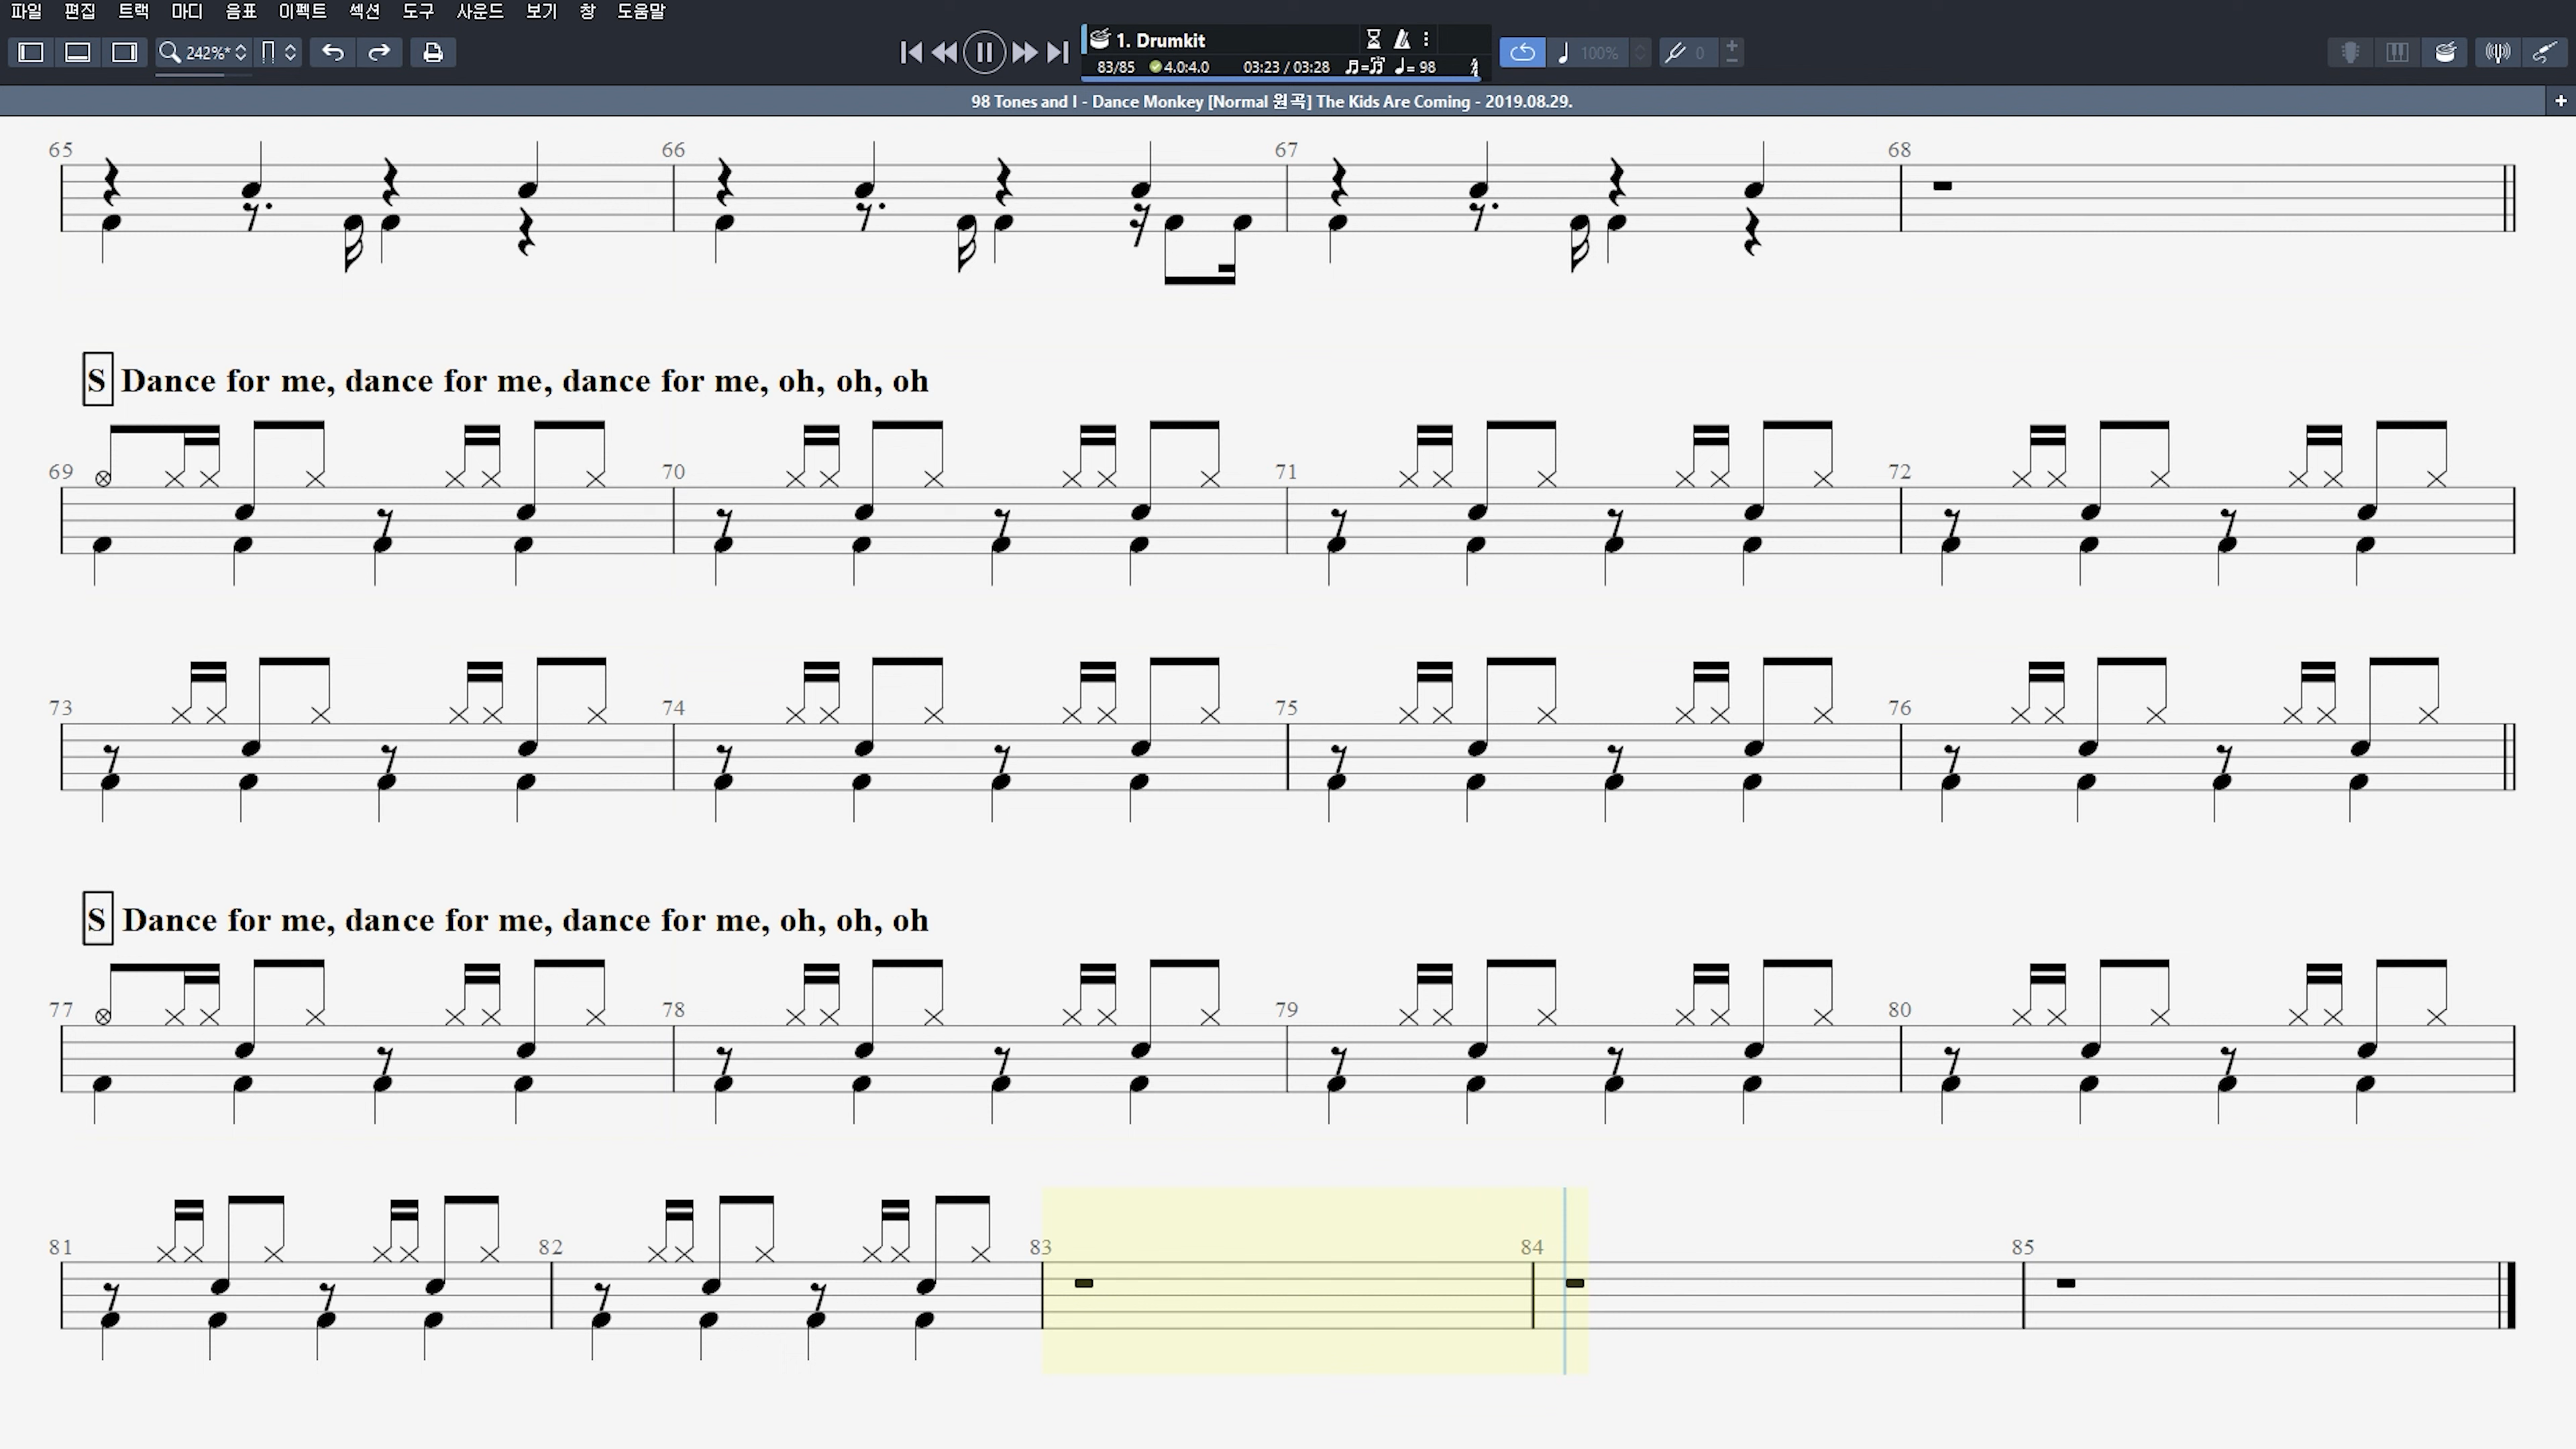 파일 편집 트랙 마디 음표 이펙트 섹션 도구 사운드 보기 창 도움말
242%* 1. Drumkit 100% 0
83/85 4.0:4.0 03:23 / 03:28 = 98
98 Tones and I - Dance Monkey [Normal 원곡] The Kids Are Coming - 2019.08.29.
65 66 67 68
S Dance for me, dance for me, dance for me, oh, oh, oh
69 70 71 72
73 74 75 76
S Dance for me, dance for me, dance for me, oh, oh, oh
77 78 79 80
81 82 83 84 85